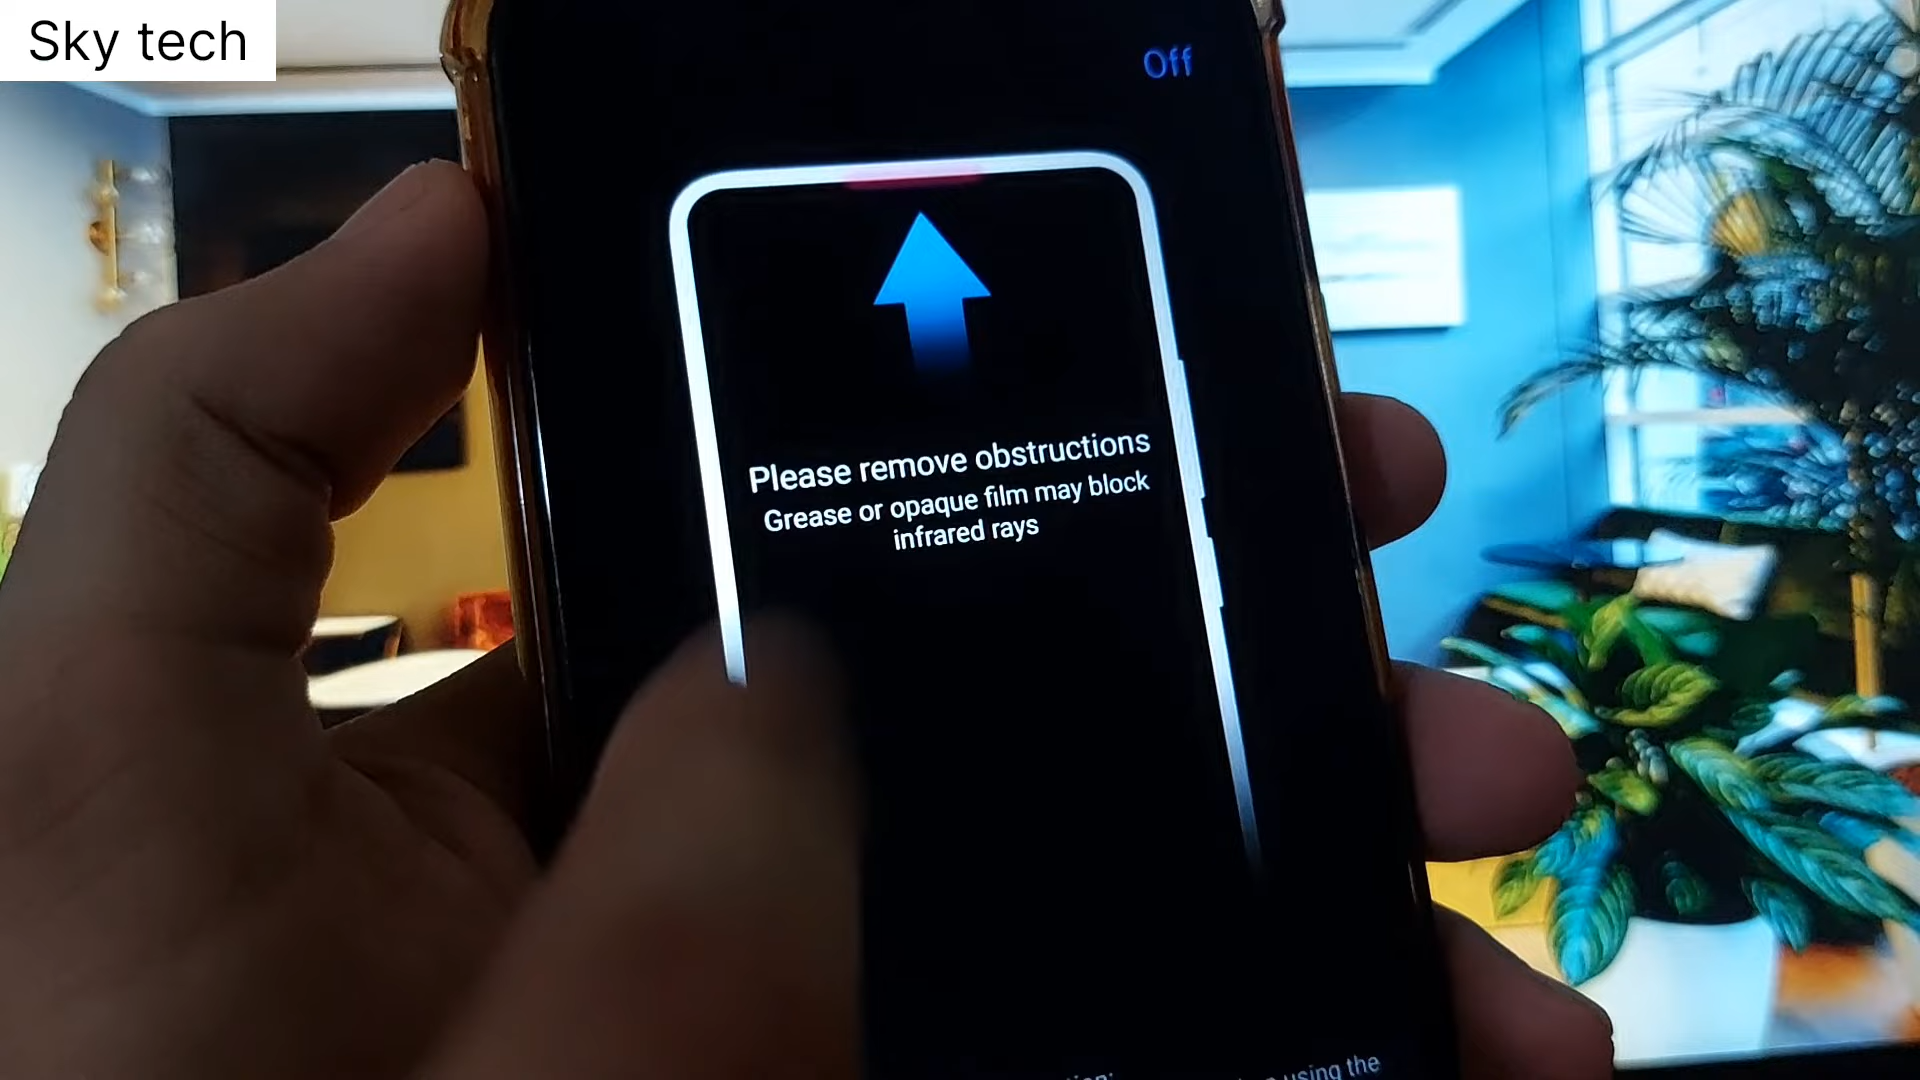 Sky tech
Off
Please remove obstructions
Grease or opaque film may block
infrared rays
using the